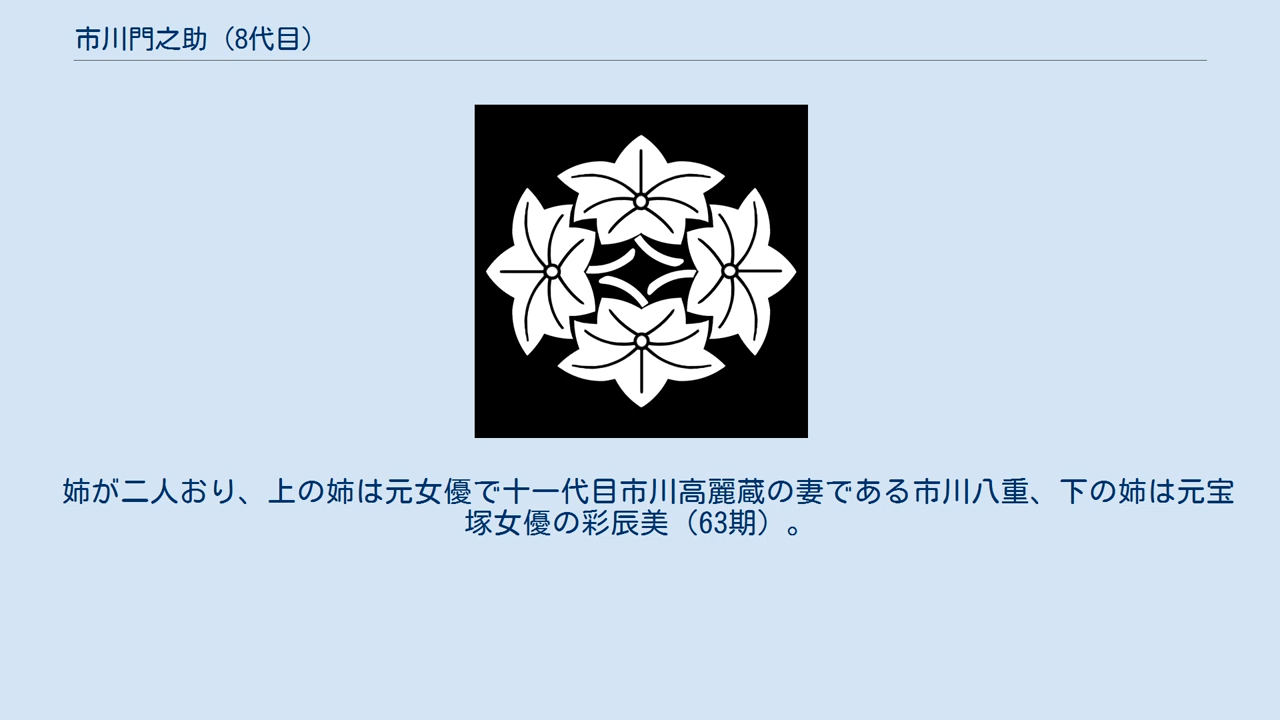 市川門之助（8代目）
姉が二人おり、上の姉は元女優で十一代目市川高麗蔵の妻である市川八重、下の姉は元宝
塚女優の彩辰美（63期）。